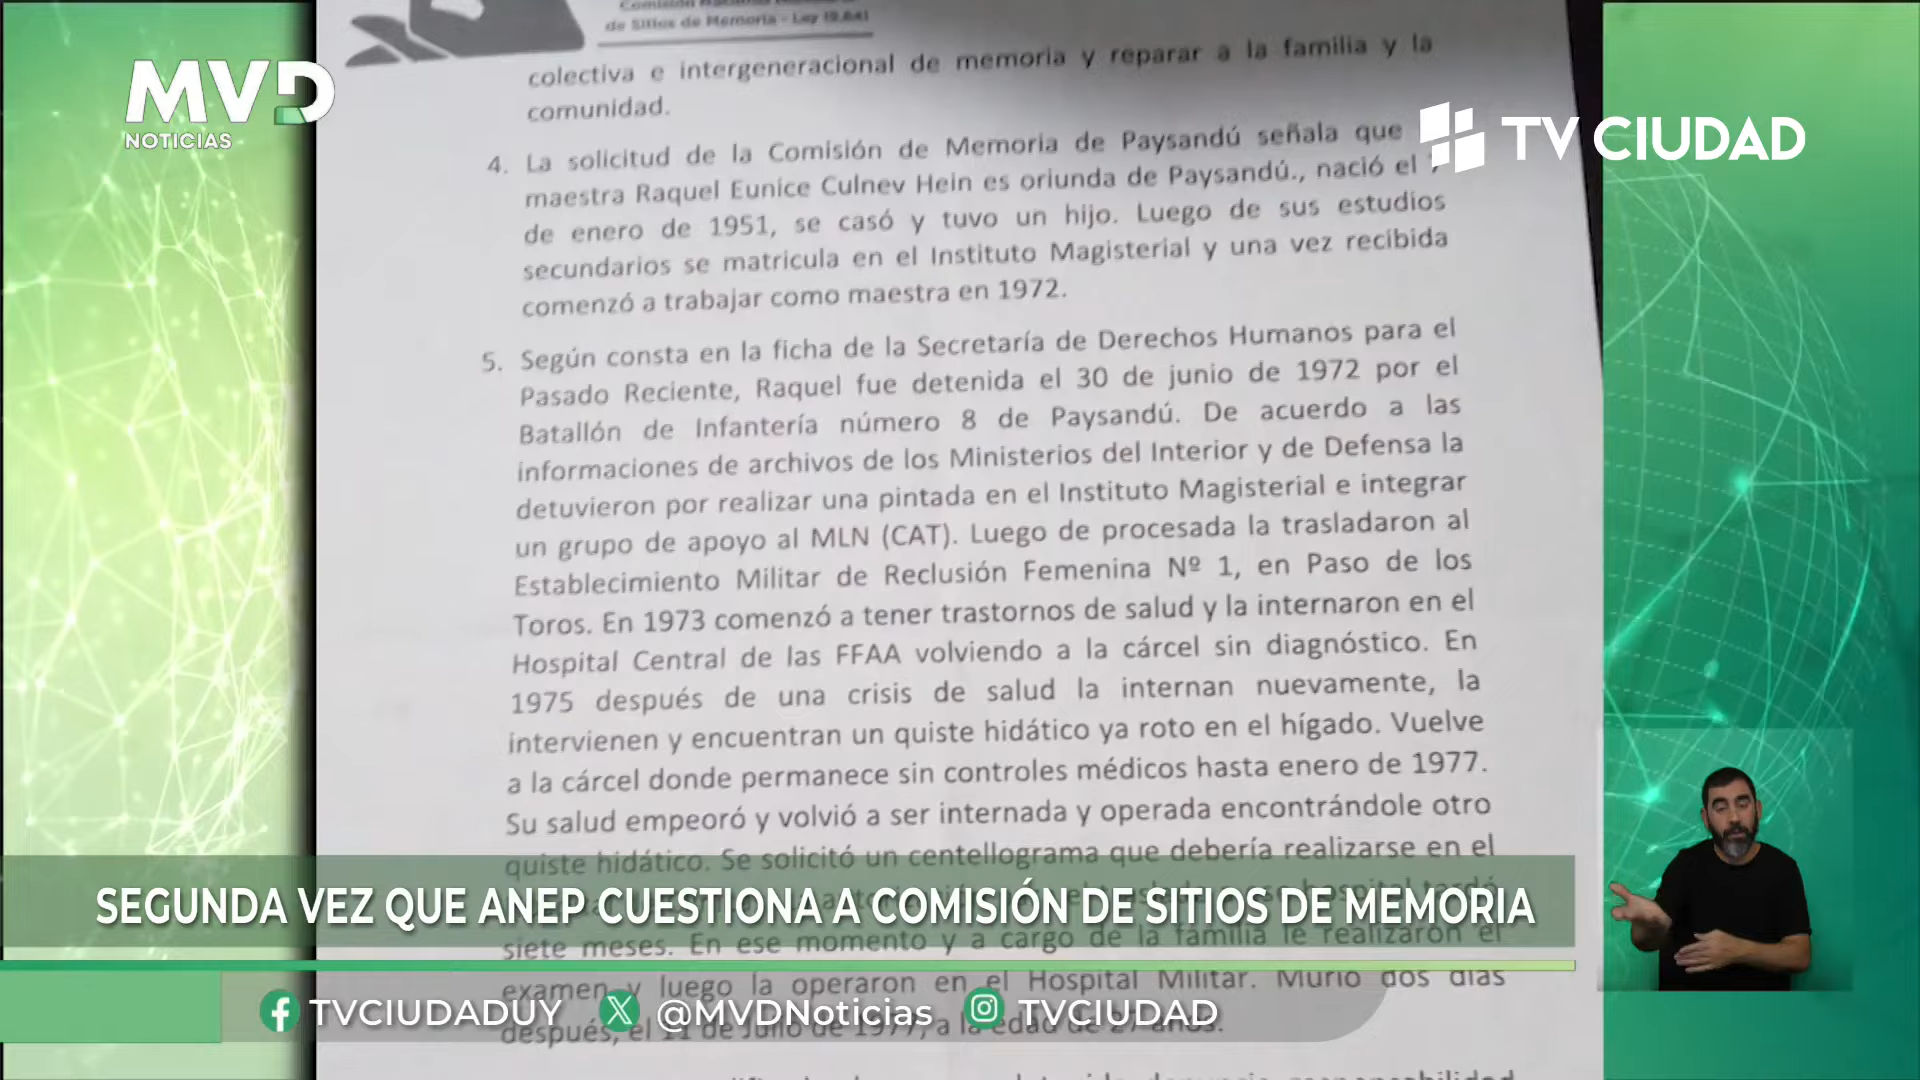 Comisión Nacional
de Sitios de Memoria - Ley 19.641
MVD
NOTICIAS
TV CIUDAD
colectiva e intergeneracional de memoria y reparar a la familia y la
comunidad.
4. La solicitud de la Comisión de Memoria de Paysandú señala que
maestra Raquel Eunice Culnev Hein es oriunda de Paysandú., nació el
de enero de 1951, se casó y tuvo un hijo. Luego de sus estudios
secundarios se matricula en el Instituto Magisterial y una vez recibida
comenzó a trabajar como maestra en 1972.
5. Según consta en la ficha de la Secretaría de Derechos Humanos para el
Pasado Reciente, Raquel fue detenida el 30 de junio de 1972 por el
Batallón de Infantería número 8 de Paysandú. De acuerdo a las
informaciones de archivos de los Ministerios del Interior y de Defensa la
detuvieron por realizar una pintada en el Instituto Magisterial e integrar
un grupo de apoyo al MLN (CAT). Luego de procesada la trasladaron al
Establecimiento Militar de Reclusión Femenina Nº 1, en Paso de los
Toros. En 1973 comenzó a tener trastornos de salud y la internaron en el
Hospital Central de las FFAA volviendo a la cárcel sin diagnóstico. En
1975 después de una crisis de salud la internan nuevamente, la
intervienen y encuentran un quiste hidático ya roto en el hígado. Vuelve
a la cárcel donde permanece sin controles médicos hasta enero de 1977.
Su salud empeoró y volvió a ser internada y operada encontrándole otro
quiste hidático. Se solicitó un centellograma que debería realizarse en el
SEGUNDA VEZ QUE ANEP CUESTIONA A COMISIÓN DE SITIOS DE MEMORIA
siete meses. En ese momento y a cargo de la familia le realizaron el
examen y luego la operaron en el Hospital Militar. Murió dos días
después, el 11 de julio de 1977, a la edad de 27 años.
TVCIUDADUY @MVDNoticias TVCIUDAD